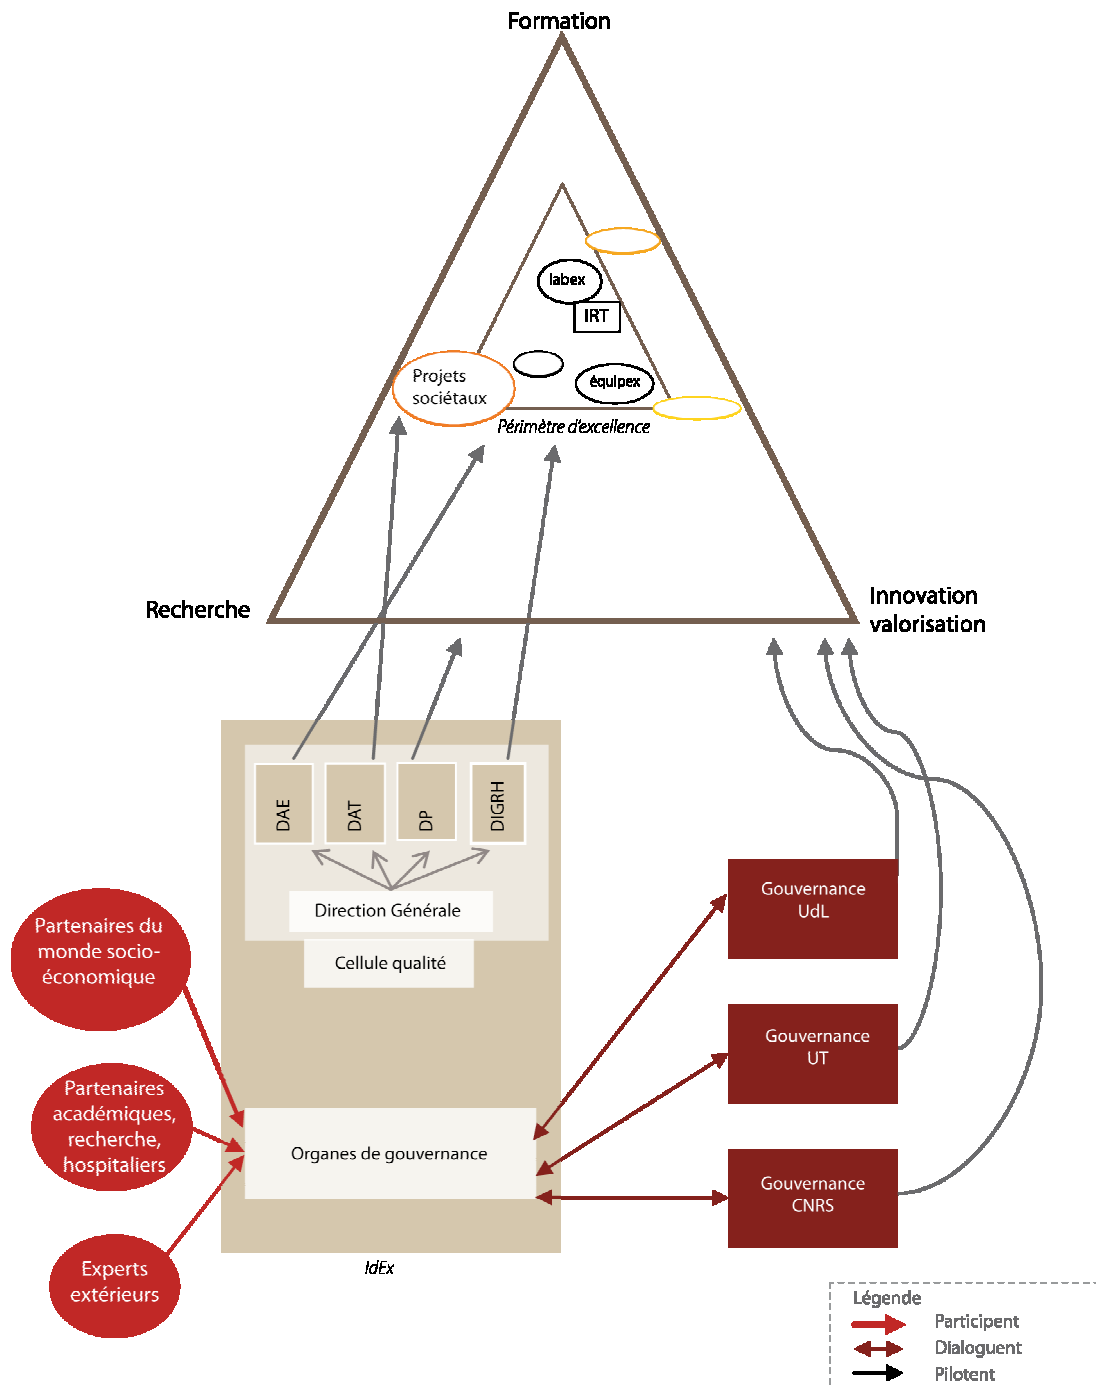 Formation
labex
IRT
Projets
sociétaux
équipex
Périmètre d'excellence
Recherche
Innovation
valorisation
DAE
DAT
DP
DIGRH
Direction Générale
Cellule qualité
Partenaires du
monde socio-
économique
Partenaires
académiques,
recherche,
hospitaliers
Experts
extérieurs
Organes de gouvernance
IdEx
Gouvernance
UdL
Gouvernance
UT
Gouvernance
CNRS
Légende
Participent
Dialoguent
Pilotent